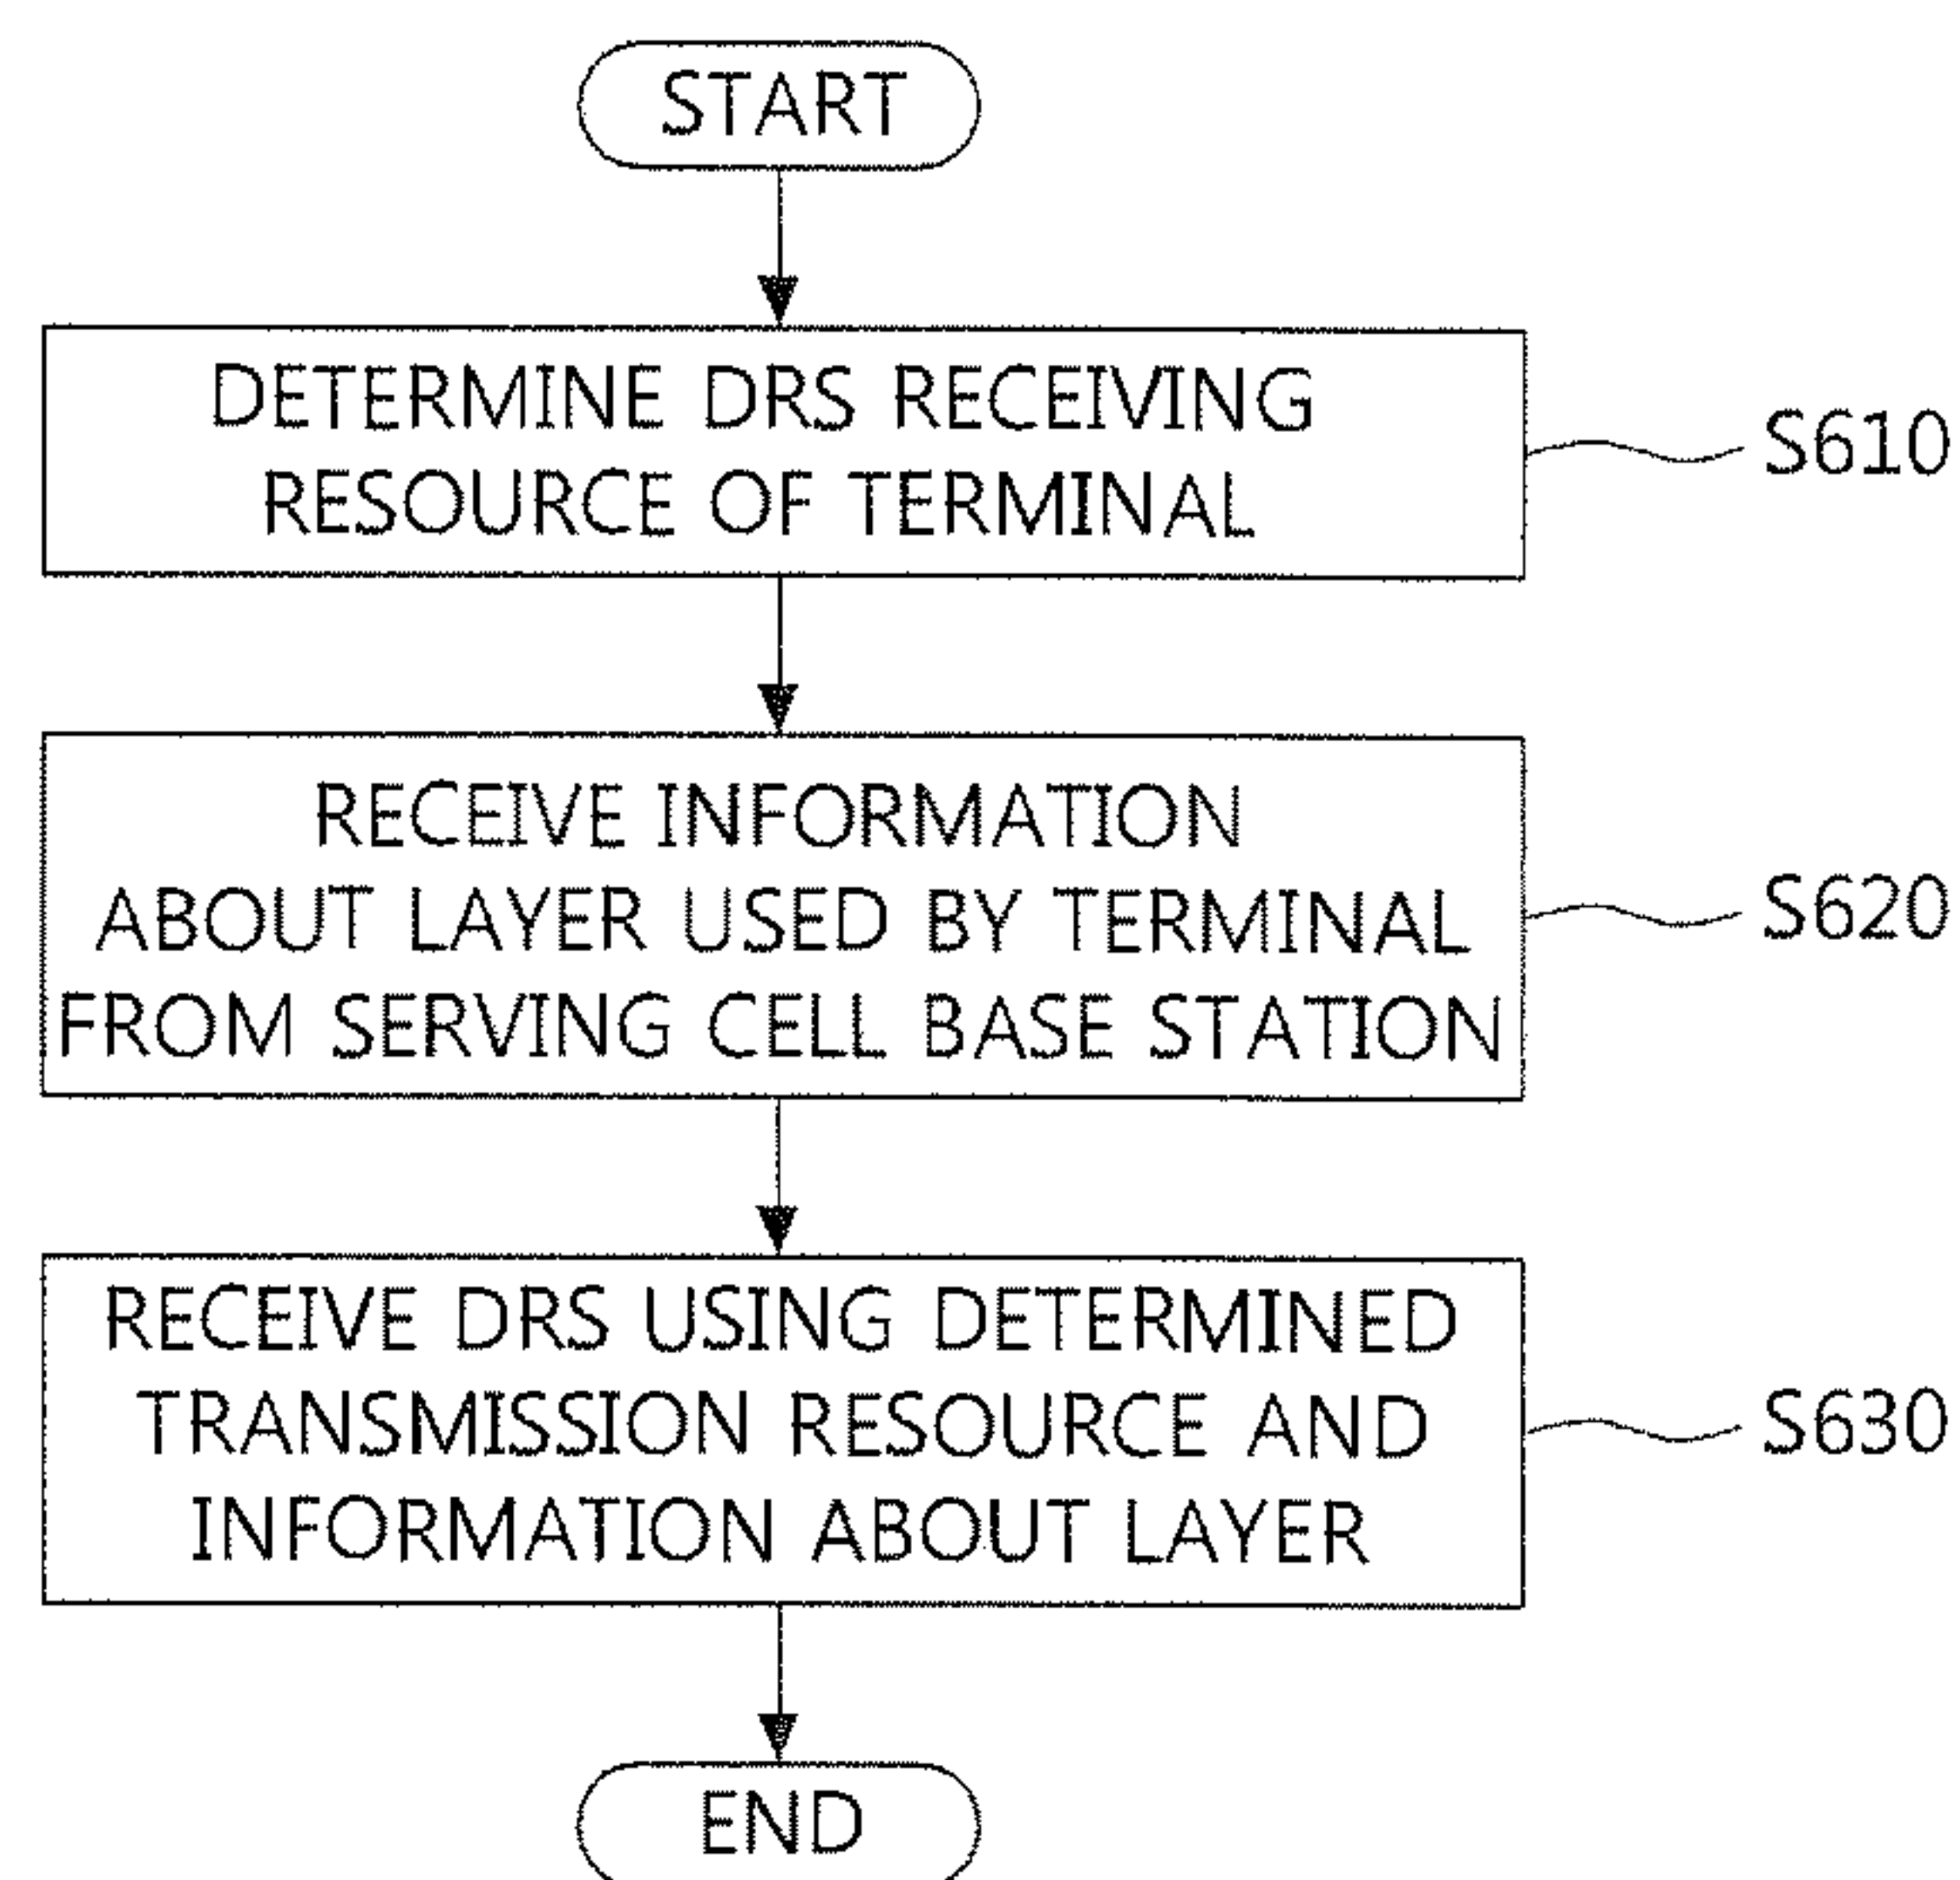 START
DETERMINE DRS RECEIVING
RESOURCE OF TERMINAL
S610
RECEIVE INFORMATION
ABOUT LAYER USED BY TERMINAL
FROM SERVING CELL BASE STATION
S620
RECEIVE DRS USING DETERMINED
TRANSMISSION RESOURCE AND
INFORMATION ABOUT LAYER
S630
END